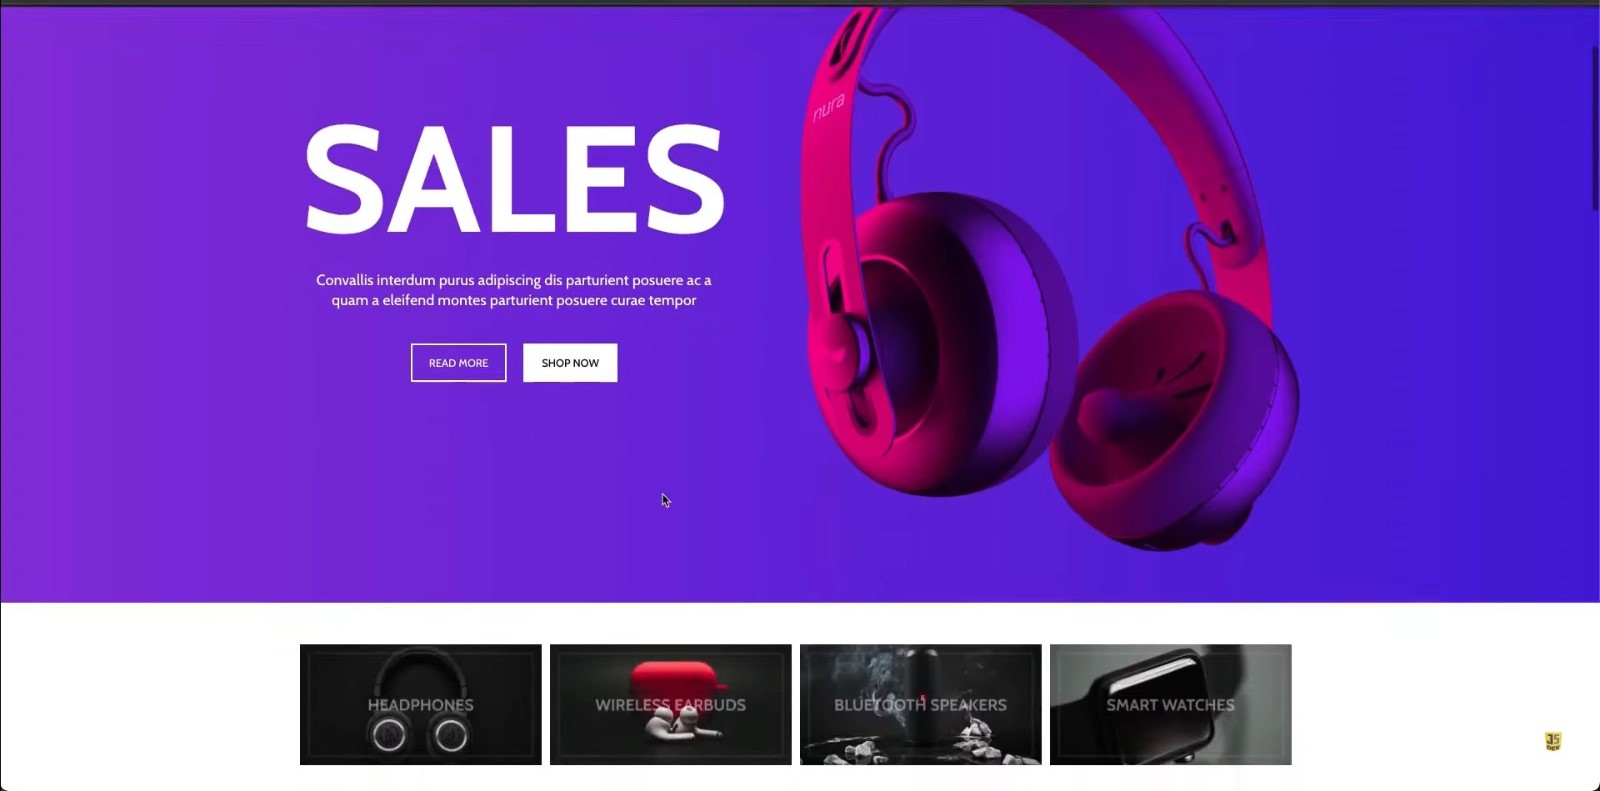 nura
SALES
Convallis interdum purus adipiscing dis parturient posuere ac a
quam a eleifend montes parturient posuere curae tempor
READ MORE
SHOP NOW
HEADPHONES
WIRELESS EARBUDS
BLUETOOTH SPEAKERS
SMART WATCHES
JS
DEV